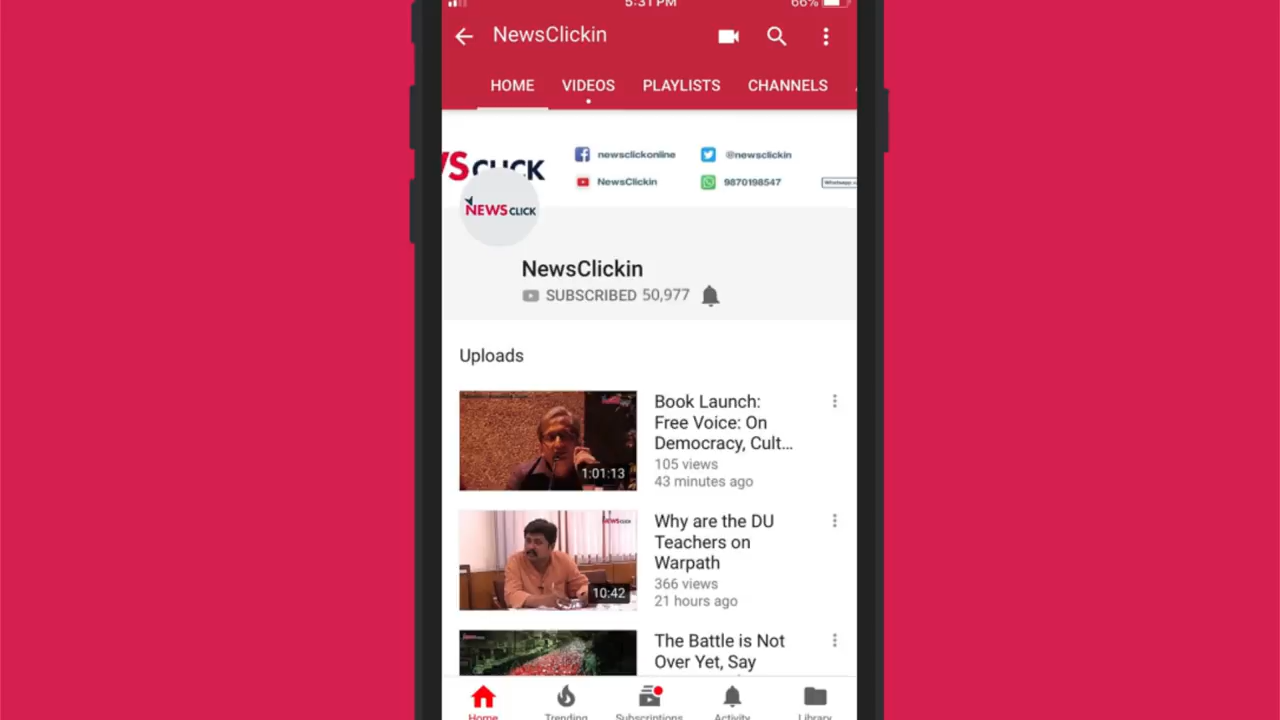 5:31 PM
66%
NewsClickin
HOME VIDEOS PLAYLISTS CHANNELS
newsclickonline @newsclickin
CLICK
NewsClickin 9870198547
NEWSCLICK
NewsClickin
SUBSCRIBED 50,977
Uploads
Book Launch:
Free Voice: On
Democracy, Cult...
105 views
43 minutes ago
1:01:13
Why are the DU
Teachers on
Warpath
366 views
21 hours ago
10:42
The Battle is Not
Over Yet, Say
Home Trending Subscriptions Activity Library